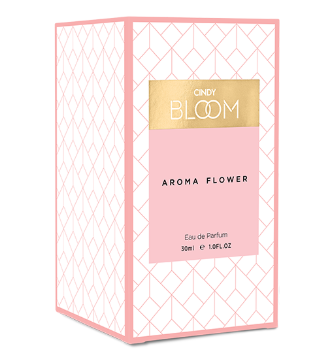 CINDY
BLOOM
AROMA FLOWER
Eau de Parfum
30ml ℮ 1.0FL.OZ